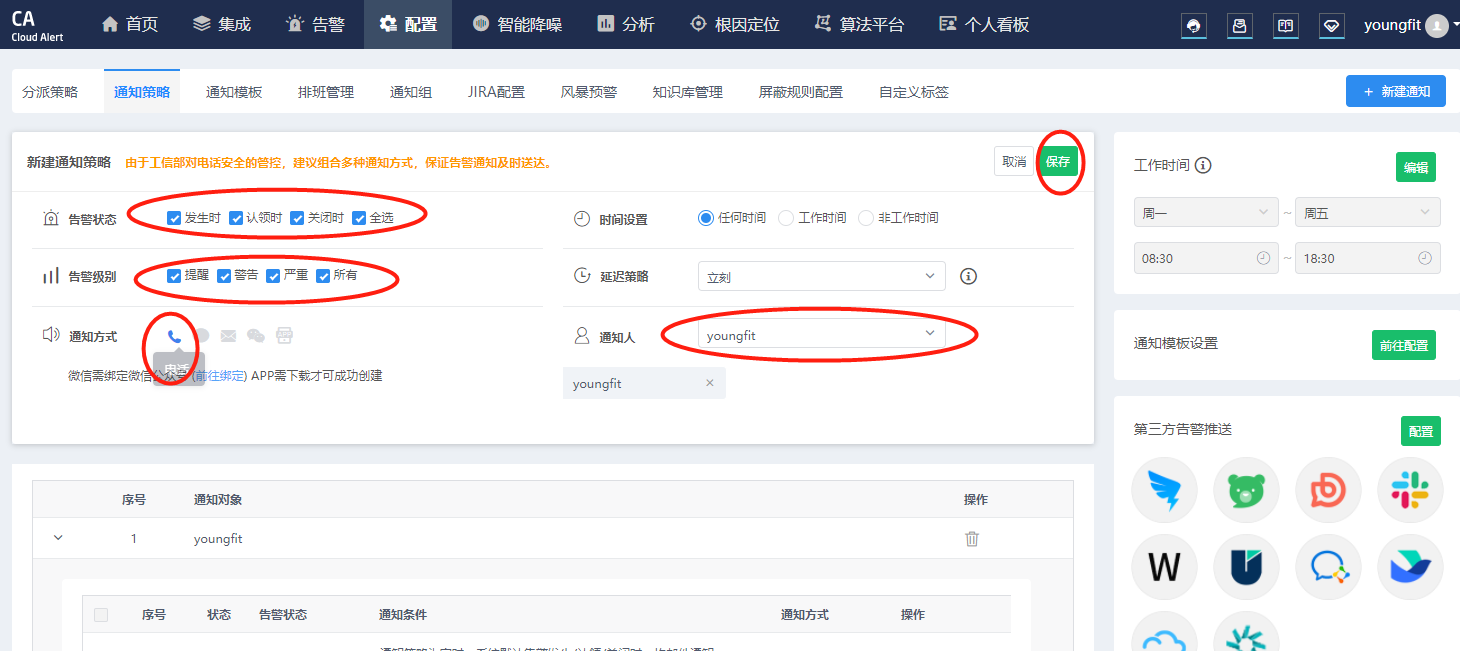 CA
Cloud Alert
首页
集成
告警
配置
智能降噪
分析
根因定位
算法平台
个人看板
youngfit
分派策略
通知策略
通知模板
排班管理
通知组
JIRA配置
风暴预警
知识库管理
屏蔽规则配置
自定义标签
+ 新建通知
新建通知策略 由于工信部对电话安全的管控，建议组合多种通知方式，保证告警通知及时送达。
取消
保存
告警状态 发生时 认领时 关闭时 全选
时间设置 任何时间 工作时间 非工作时间
告警级别 提醒 警告 严重 所有
延迟策略 立刻
通知方式
电话
微信需绑定微信公众号 (前往绑定) APP需下载才可成功创建
通知人 youngfit
youngfit ×
工作时间
编辑
周一 ~ 周五
08:30 ~ 18:30
通知模板设置
前往配置
第三方告警推送
配置
W
序号 通知对象 操作
1 youngfit
序号 状态 告警状态 通知条件 通知方式 操作